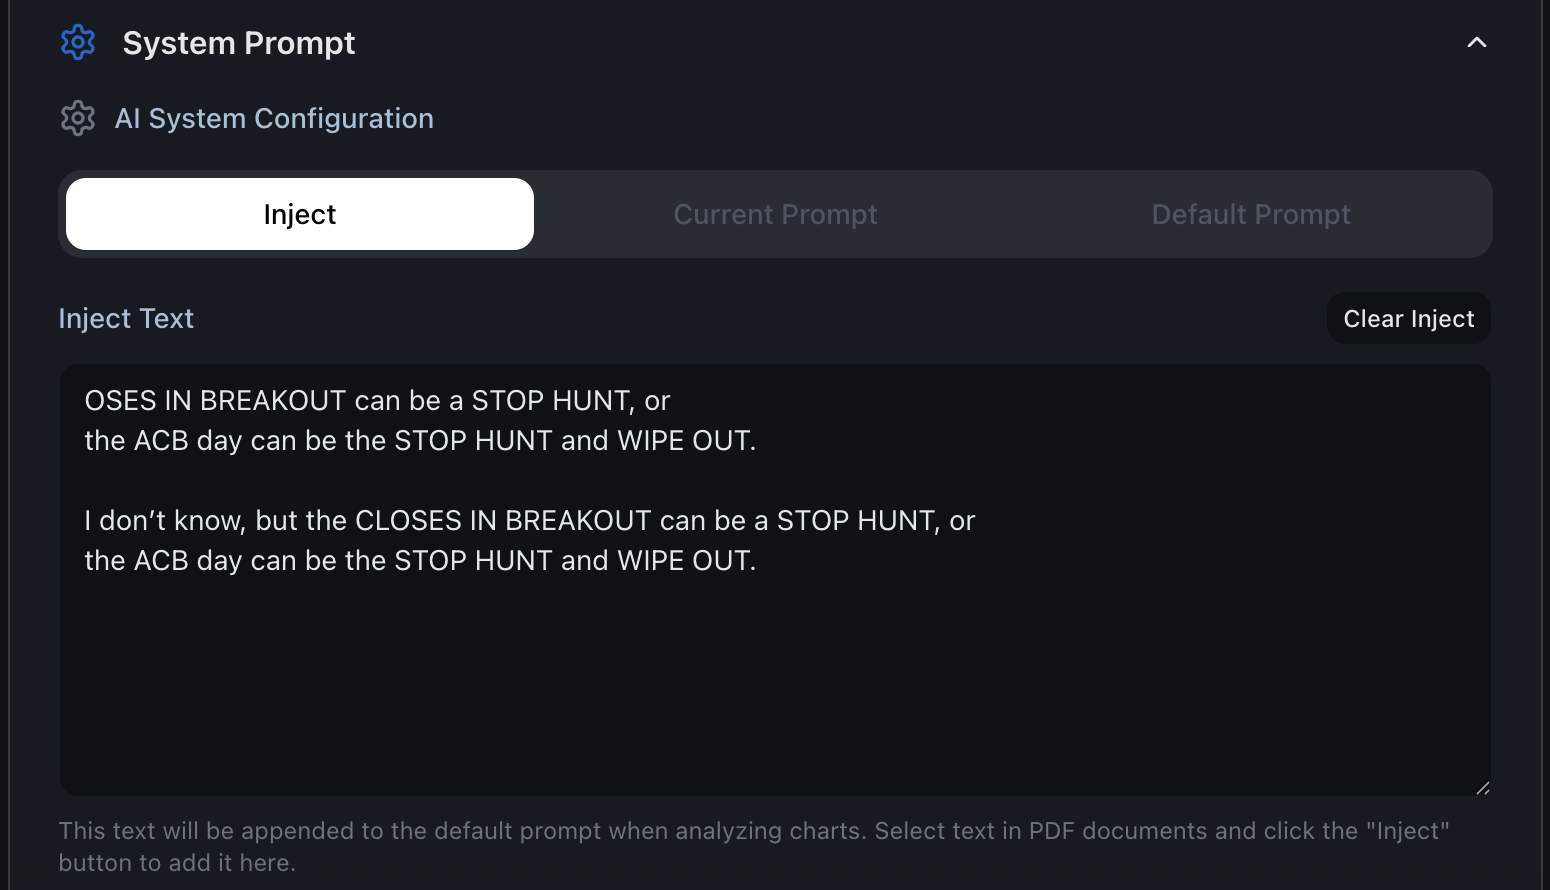 System Prompt
AI System Configuration
Inject
Current Prompt
Default Prompt
Inject Text
Clear Inject
OSES IN BREAKOUT can be a STOP HUNT, or
the ACB day can be the STOP HUNT and WIPE OUT.
I don’t know, but the CLOSES IN BREAKOUT can be a STOP HUNT, or
the ACB day can be the STOP HUNT and WIPE OUT.
This text will be appended to the default prompt when analyzing charts. Select text in PDF documents and click the "Inject"
button to add it here.